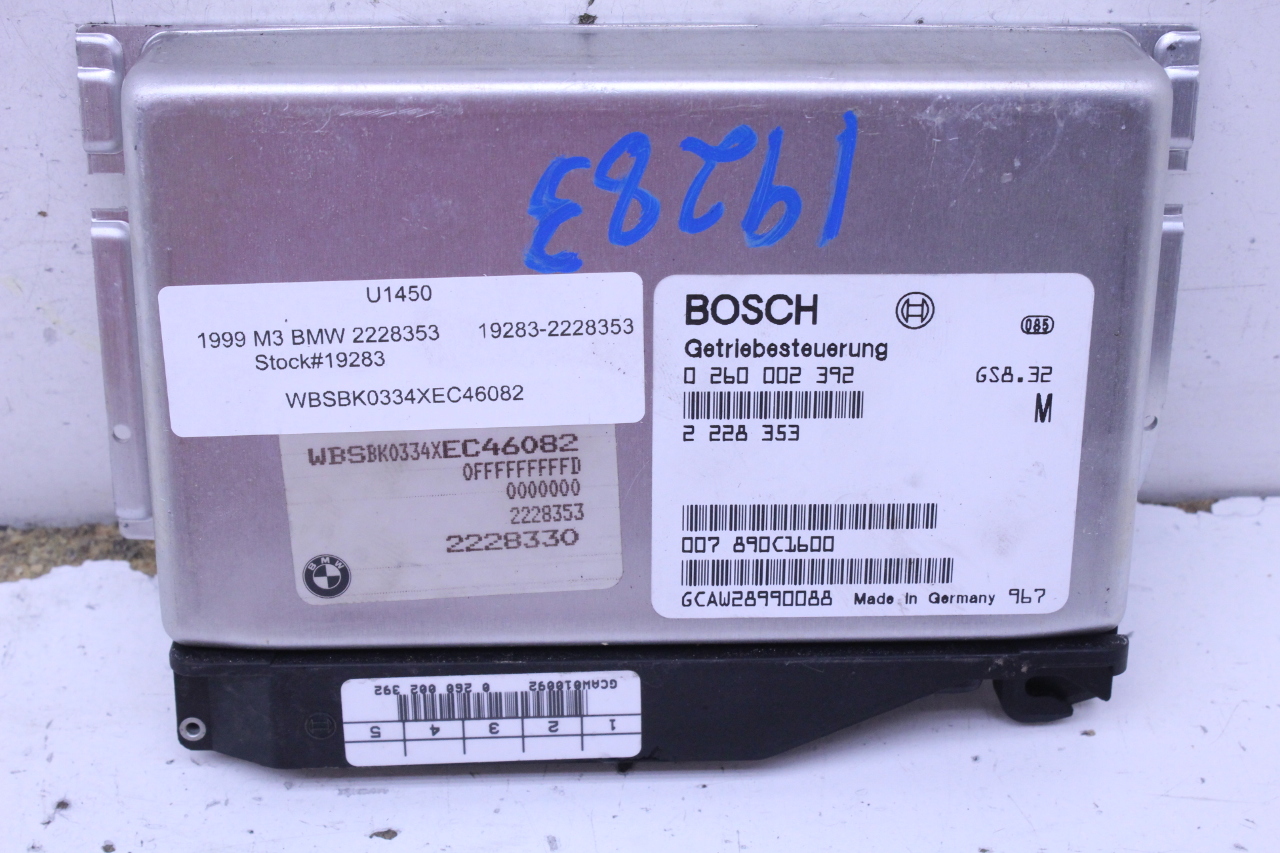 19283
U1450
1999 M3 BMW 2228353 19283-2228353
Stock#19283
WBSBK0334XEC46082
WBSBK0334XEC46082
0FFFFFFFFFD
0000000
2228353
2228330
BMW
BOSCH
085
Getriebesteuerung
0 260 002 392 GS8.32
M
2 228 353
007 890C1600
GCAW28990088 Made in Germany 967
GCAW010092 0 260 002 392
1 2 3 4 5